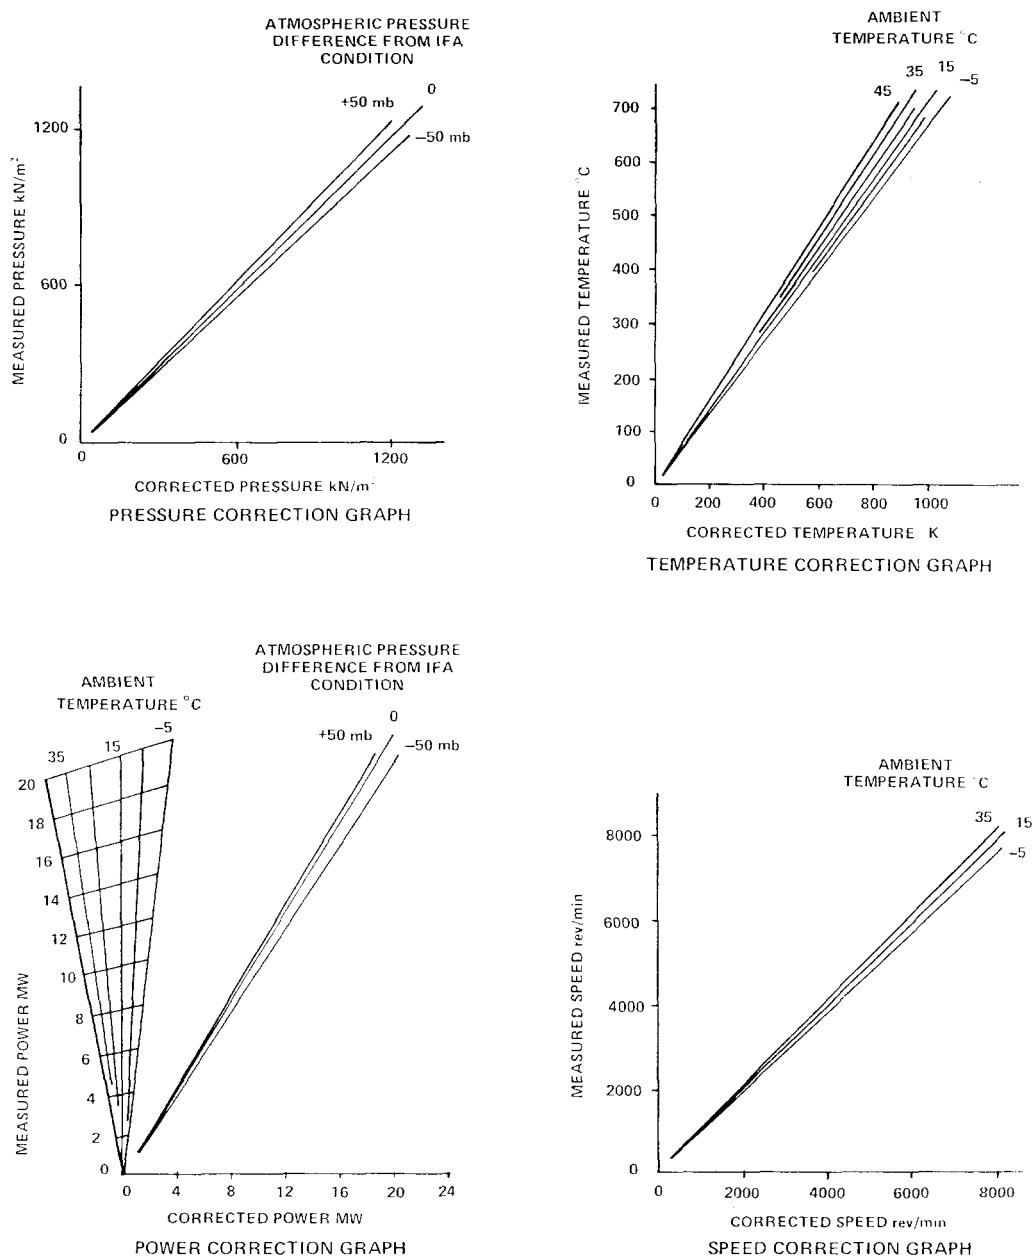 ATMOSPHERIC PRESSURE
DIFFERENCE FROM IFA
CONDITION
+50 mb
0
−50 mb
1200
600
0
MEASURED PRESSURE kN/m²
0
600
1200
CORRECTED PRESSURE kN/m²
PRESSURE CORRECTION GRAPH
AMBIENT
TEMPERATURE °C
45
35
15
−5
700
600
500
400
300
200
100
0
MEASURED TEMPERATURE °C
0
200
400
600
800
1000
CORRECTED TEMPERATURE K
TEMPERATURE CORRECTION GRAPH
ATMOSPHERIC PRESSURE
DIFFERENCE FROM IFA
CONDITION
+50 mb
0
−50 mb
AMBIENT
TEMPERATURE °C
35
15
−5
20
18
16
14
12
10
8
6
4
2
0
MEASURED POWER MW
0
4
8
12
16
20
24
CORRECTED POWER MW
POWER CORRECTION GRAPH
AMBIENT
TEMPERATURE °C
35
15
−5
8000
6000
4000
2000
0
MEASURED SPEED rev/min
0
2000
4000
6000
8000
CORRECTED SPEED rev/min
SPEED CORRECTION GRAPH